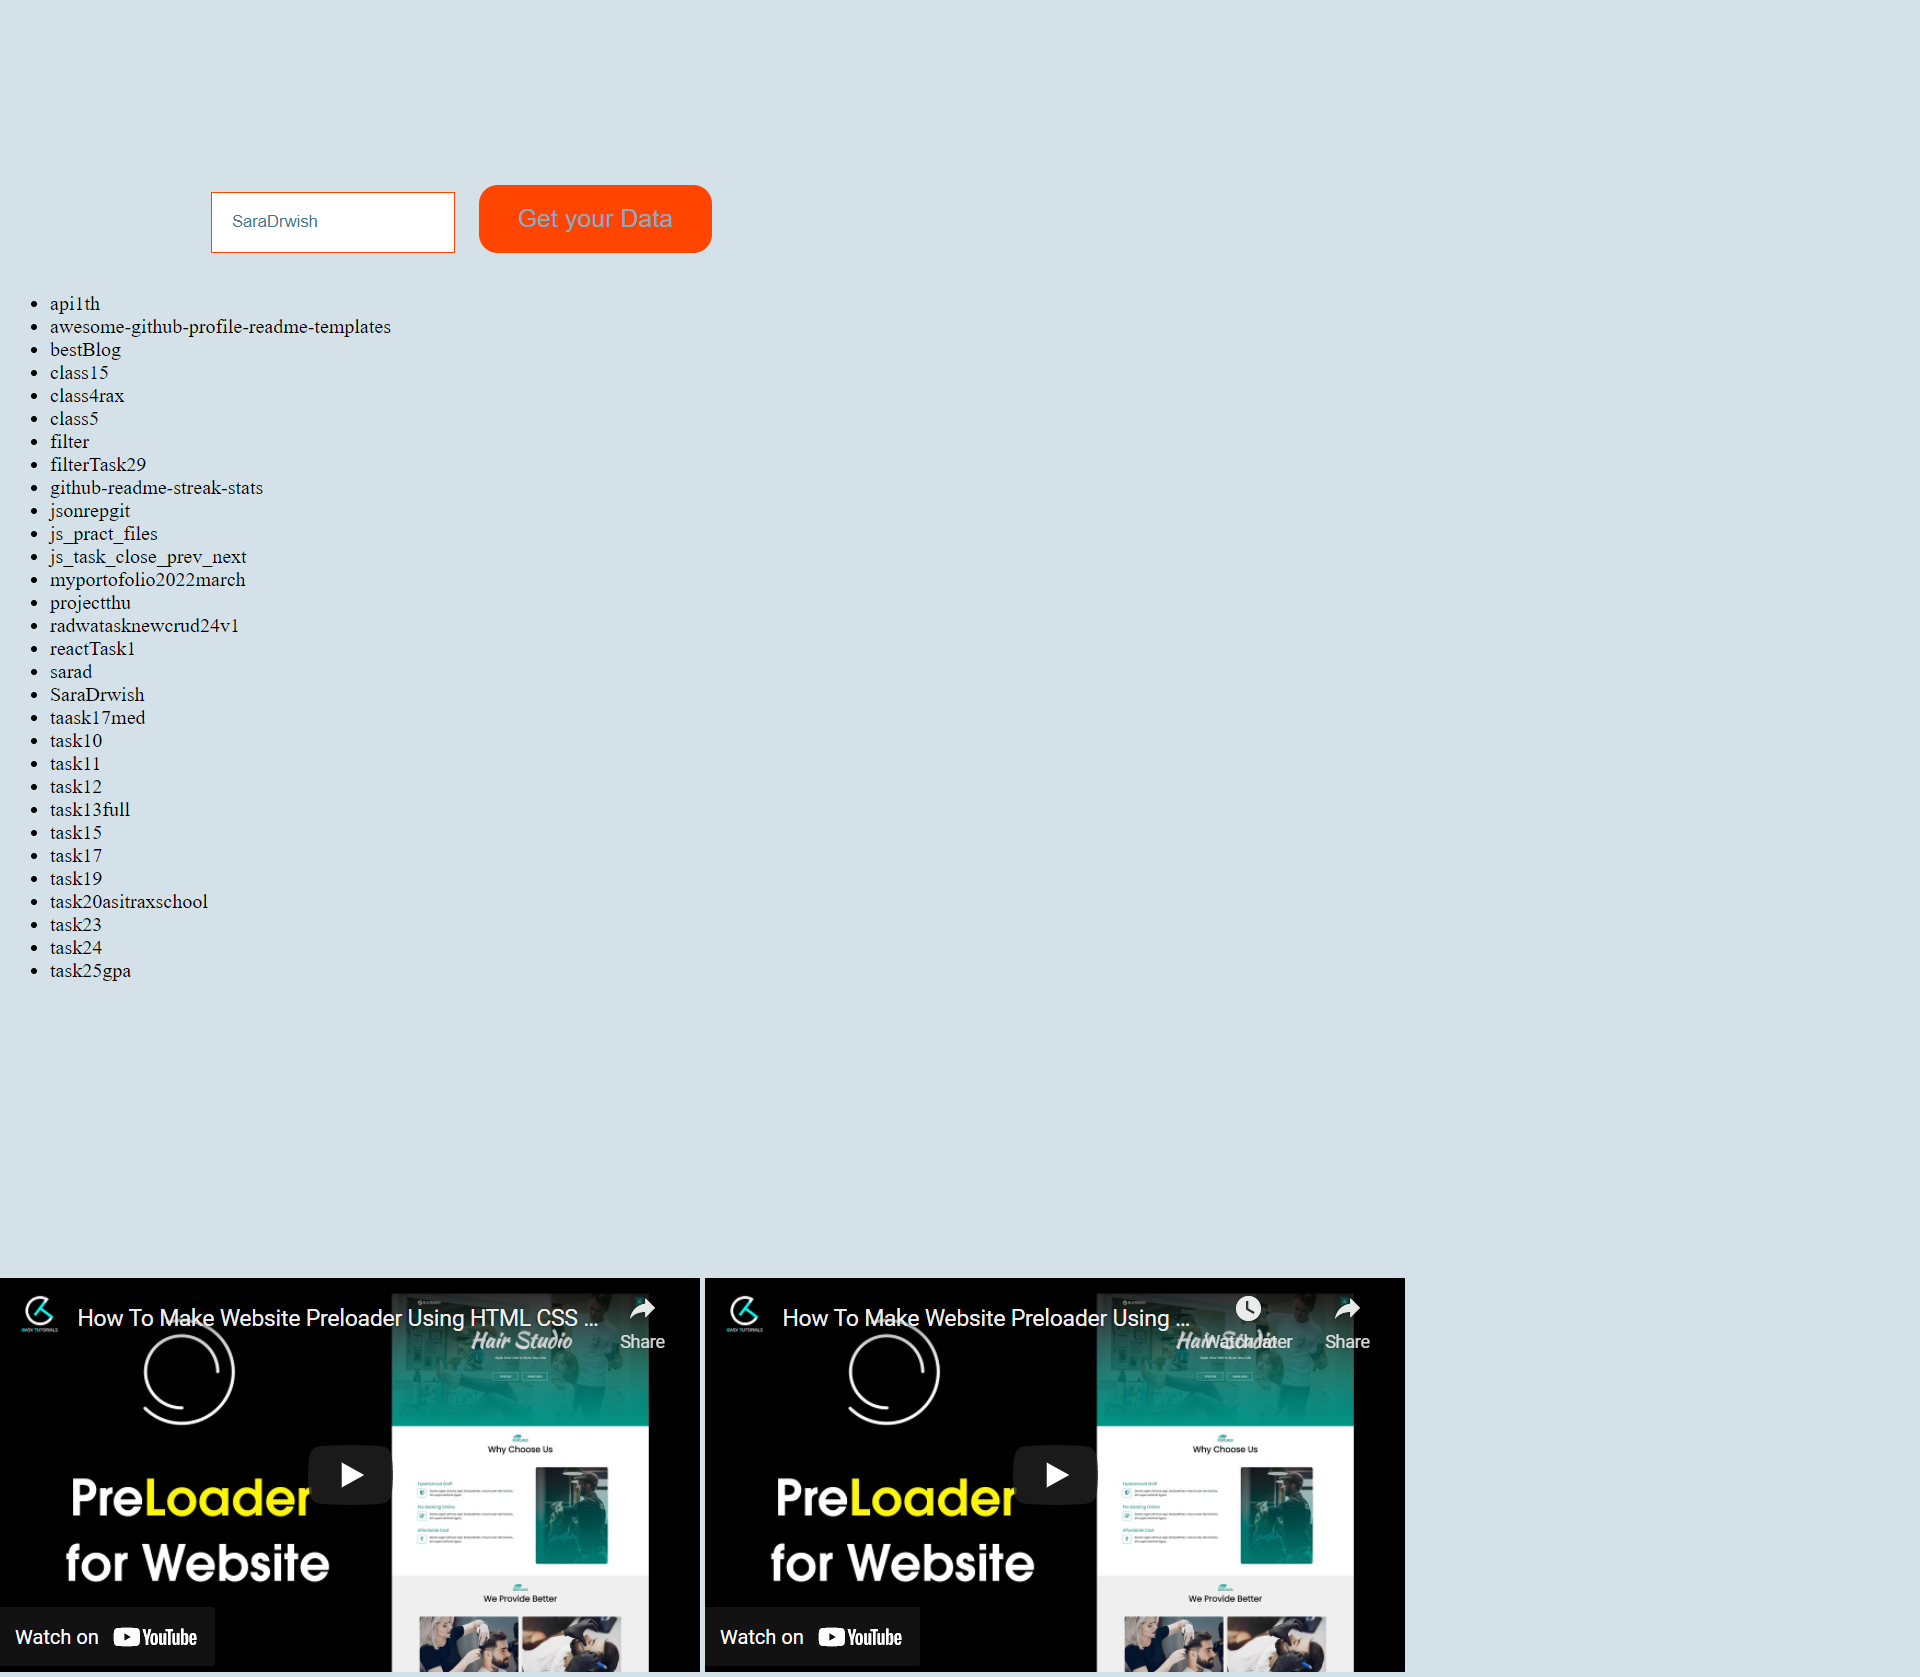 SaraDrwish
Get your Data
api1th
awesome-github-profile-readme-templates
bestBlog
class15
class4rax
class5
filter
filterTask29
github-readme-streak-stats
jsonrepgit
js_pract_files
js_task_close_prev_next
myportofolio2022march
projectthu
radwatasknewcrud24v1
reactTask1
sarad
SaraDrwish
taask17med
task10
task11
task12
task13full
task15
task17
task19
task20asitraxschool
task23
task24
task25gpa
How To Make Website Preloader Using HTML CSS ...
Share
Hair Studio
Why Choose Us
PreLoader
for Website
We Provide Better
Watch on YouTube
How To Make Website Preloader Using ...
Watch later
Share
Hair Studio
Why Choose Us
PreLoader
for Website
We Provide Better
Watch on YouTube